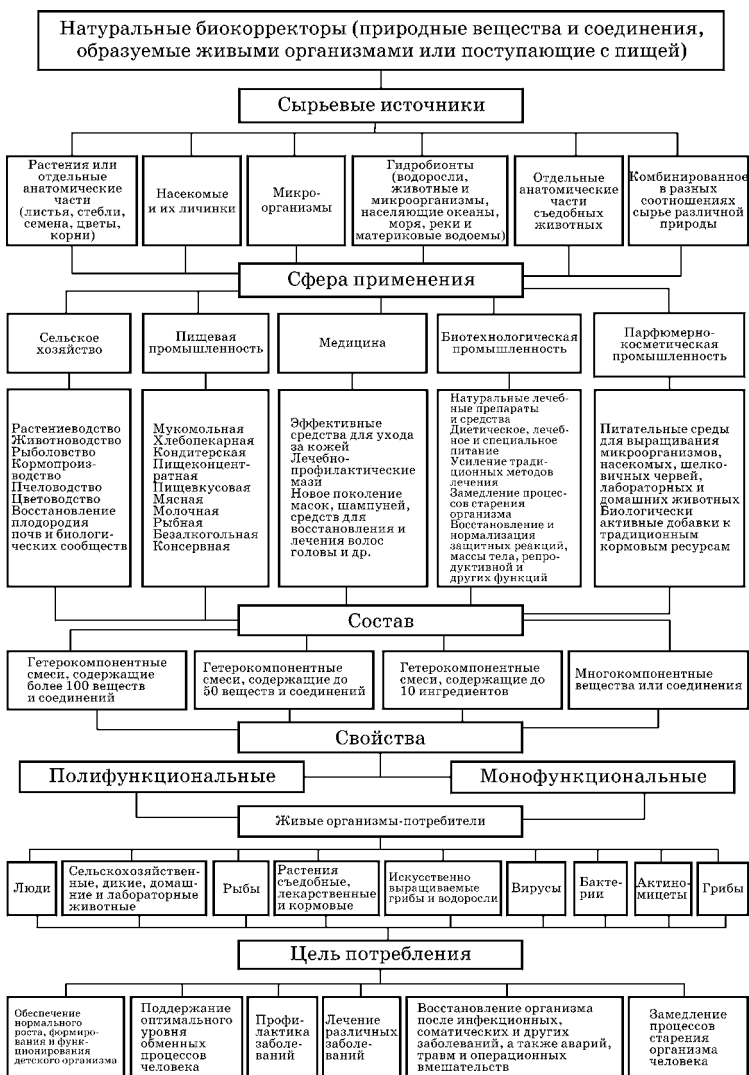 Натуральные биокорректоры (природные вещества и соединения,
образуемые живыми организмами или поступающие с пищей)
Сырьевые источники
Растения или
отдельные
анатомические
части
(листья, стебли,
семена, цветы,
корни)
Насекомые
и их личинки
Микро-
организмы
Гидробионты
(водоросли,
животные и
микроорганизмы,
населяющие океаны,
моря, реки и
материковые водоемы)
Отдельные
анатомические
части
съедобных
животных
Комбинированное
в разных
соотношениях
сырье различной
природы
Сфера применения
Сельское
хозяйство
Пищевая
промышленность
Медицина
Биотехнологическая
промышленность
Парфюмерно-
косметическая
промышленность
Растениеводство
Животноводство
Рыболовство
Кормопроиз-
водство
Пчеловодство
Цветоводство
Восстановление
плодородия
почв и биологи-
ческих сообществ
Мукомольная
Хлебопекарная
Кондитерская
Пищеконцент-
ратная
Пищевкусовая
Мясная
Молочная
Рыбная
Безалкогольная
Консервная
Эффективные
средства для ухода
за кожей
Лечебно-
профилактические
мази
Новое поколение
масок, шампуней,
средств для
восстановления и
лечения волос
головы и др.
Натуральные лечеб-
ные препараты
и средства
Диетическое, лечеб-
ное и специальное
питание
Усиление тради-
ционных методов
лечения
Замедление процес-
сов старения
организма
Восстановление и
нормализация
защитных реакций,
массы тела, репро-
дуктивной и
других функций
Питательные среды
для выращивания
микроорганизмов,
насекомых, шелко-
вичных червей,
лабораторных и
домашних животных
Биологически
активные добавки к
традиционным
кормовым ресурсам
Состав
Гетерокомпонентные
смеси, содержащие
более 100 веществ
и соединений
Гетерокомпонентные
смеси, содержащие до
50 веществ и соединений
Гетерокомпонентные
смеси, содержащие до
10 ингредиентов
Многокомпонентные
вещества или соединения
Свойства
Полифункциональные
Монофункциональные
Живые организмы-потребители
Люди
Сельскохозяйствен-
ные, дикие, домаш-
ние и лабораторные
животные
Рыбы
Растения
съедобные,
лекарственные
и кормовые
Искусственно
выращиваемые
грибы и водоросли
Вирусы
Бакте-
рии
Актино-
мицеты
Грибы
Цель потребления
Обеспечение
нормального
роста, формиро-
вания и функ-
ционирования
детского организма
Поддержание
оптимального
уровня
обменных
процессов
человека
Профи-
лактика
заболе-
ваний
Лечение
различных
заболе-
ваний
Восстановление организма
после инфекционных,
соматических и других
заболеваний, а также аварий,
травм и операционных
вмешательств
Замедление
процессов
старения
организма
человека